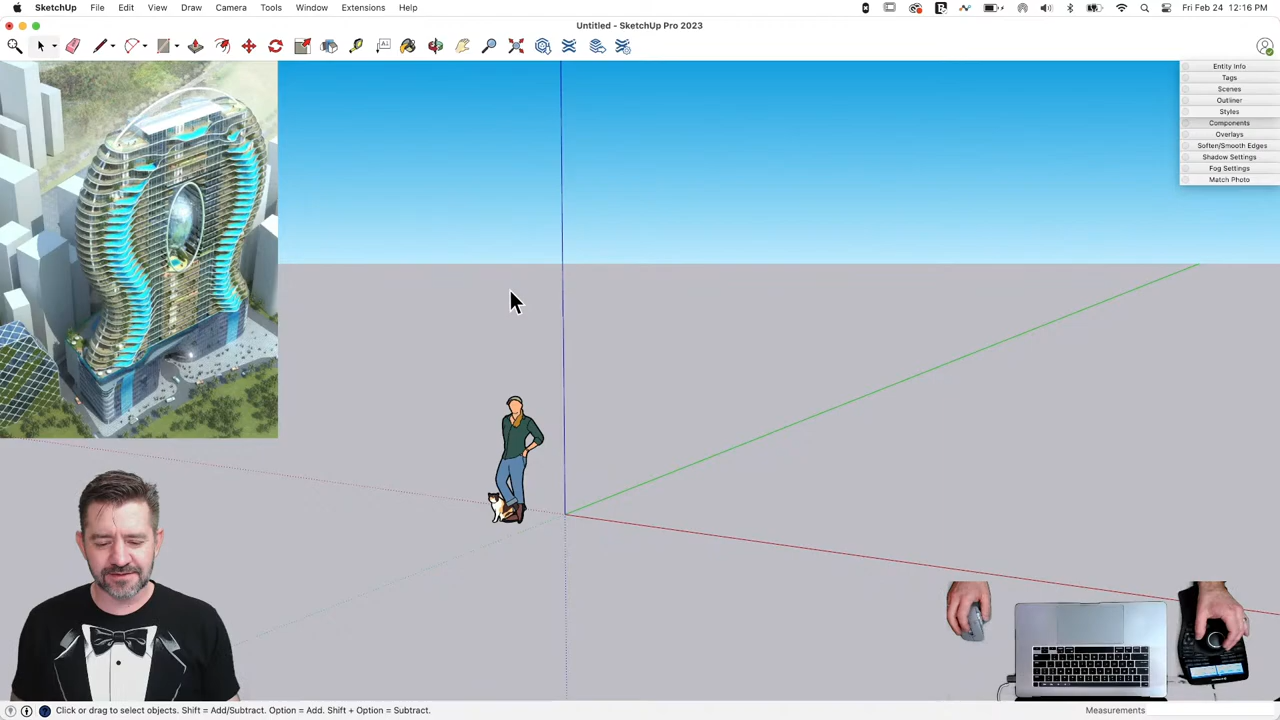 SketchUp File Edit View Draw Camera Tools Window Extensions Help
Fri Feb 24 12:16 PM
Untitled - SketchUp Pro 2023
Entity Info
Tags
Scenes
Outliner
Styles
Components
Overlays
Soften/Smooth Edges
Shadow Settings
Fog Settings
Match Photo
Click or drag to select objects. Shift = Add/Subtract. Option = Add. Shift + Option = Subtract.
Measurements